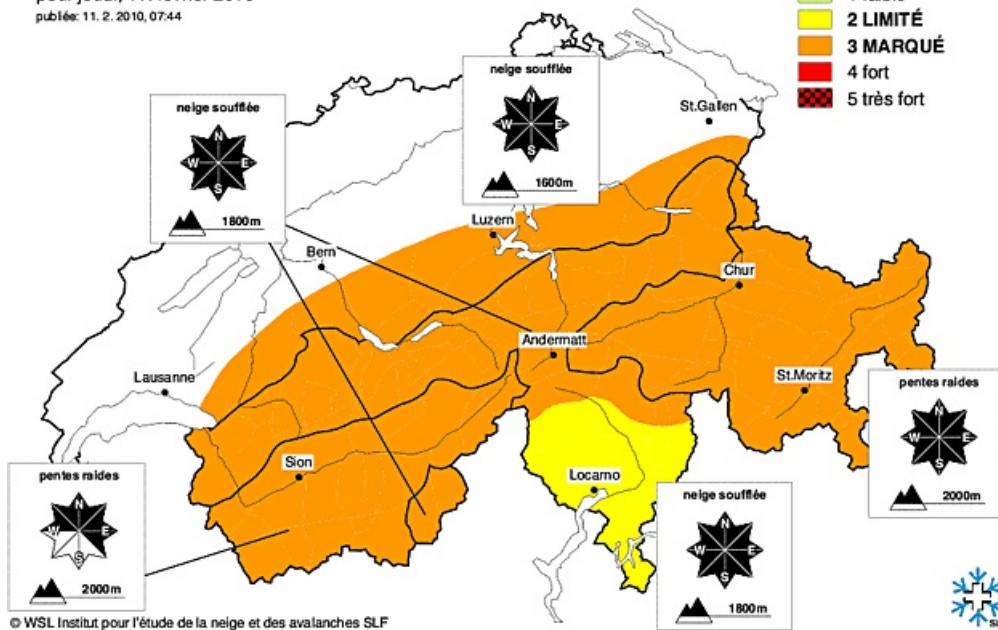 publiée: 11. 2. 2010, 07:44
2 LIMITÉ
3 MARQUÉ
4 fort
5 très fort
neige soufflée
N
W E
S
1600m
neige soufflée
N
W E
S
1800m
St.Gallen
Luzern
Bern
Chur
Andermatt
Lausanne
St.Moritz
Sion
Locarno
pentes raides
N
W E
S
2000m
pentes raides
N
W E
S
2000m
neige soufflée
N
W E
S
1800m
© WSL Institut pour l'étude de la neige et des avalanches SLF